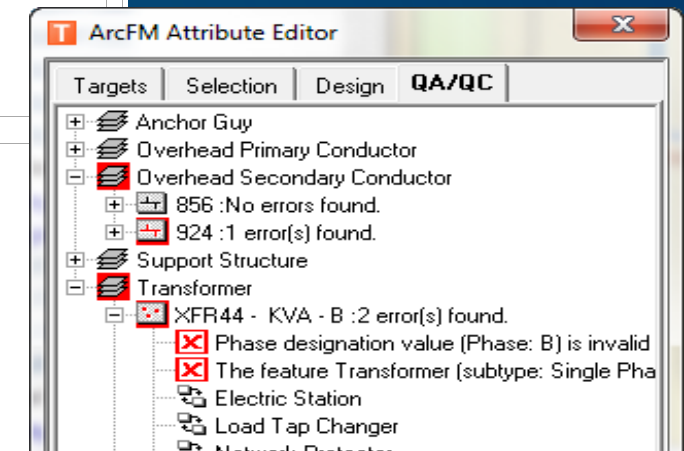 T ArcFM Attribute Editor
Targets Selection Design QA/QC
Anchor Guy
Overhead Primary Conductor
Overhead Secondary Conductor
856 :No errors found.
924 :1 error(s) found.
Support Structure
Transformer
XFR44 - KVA - B :2 error(s) found.
Phase designation value (Phase: B) is invalid
The feature Transformer (subtype: Single Pha
Electric Station
Load Tap Changer
Network Protector